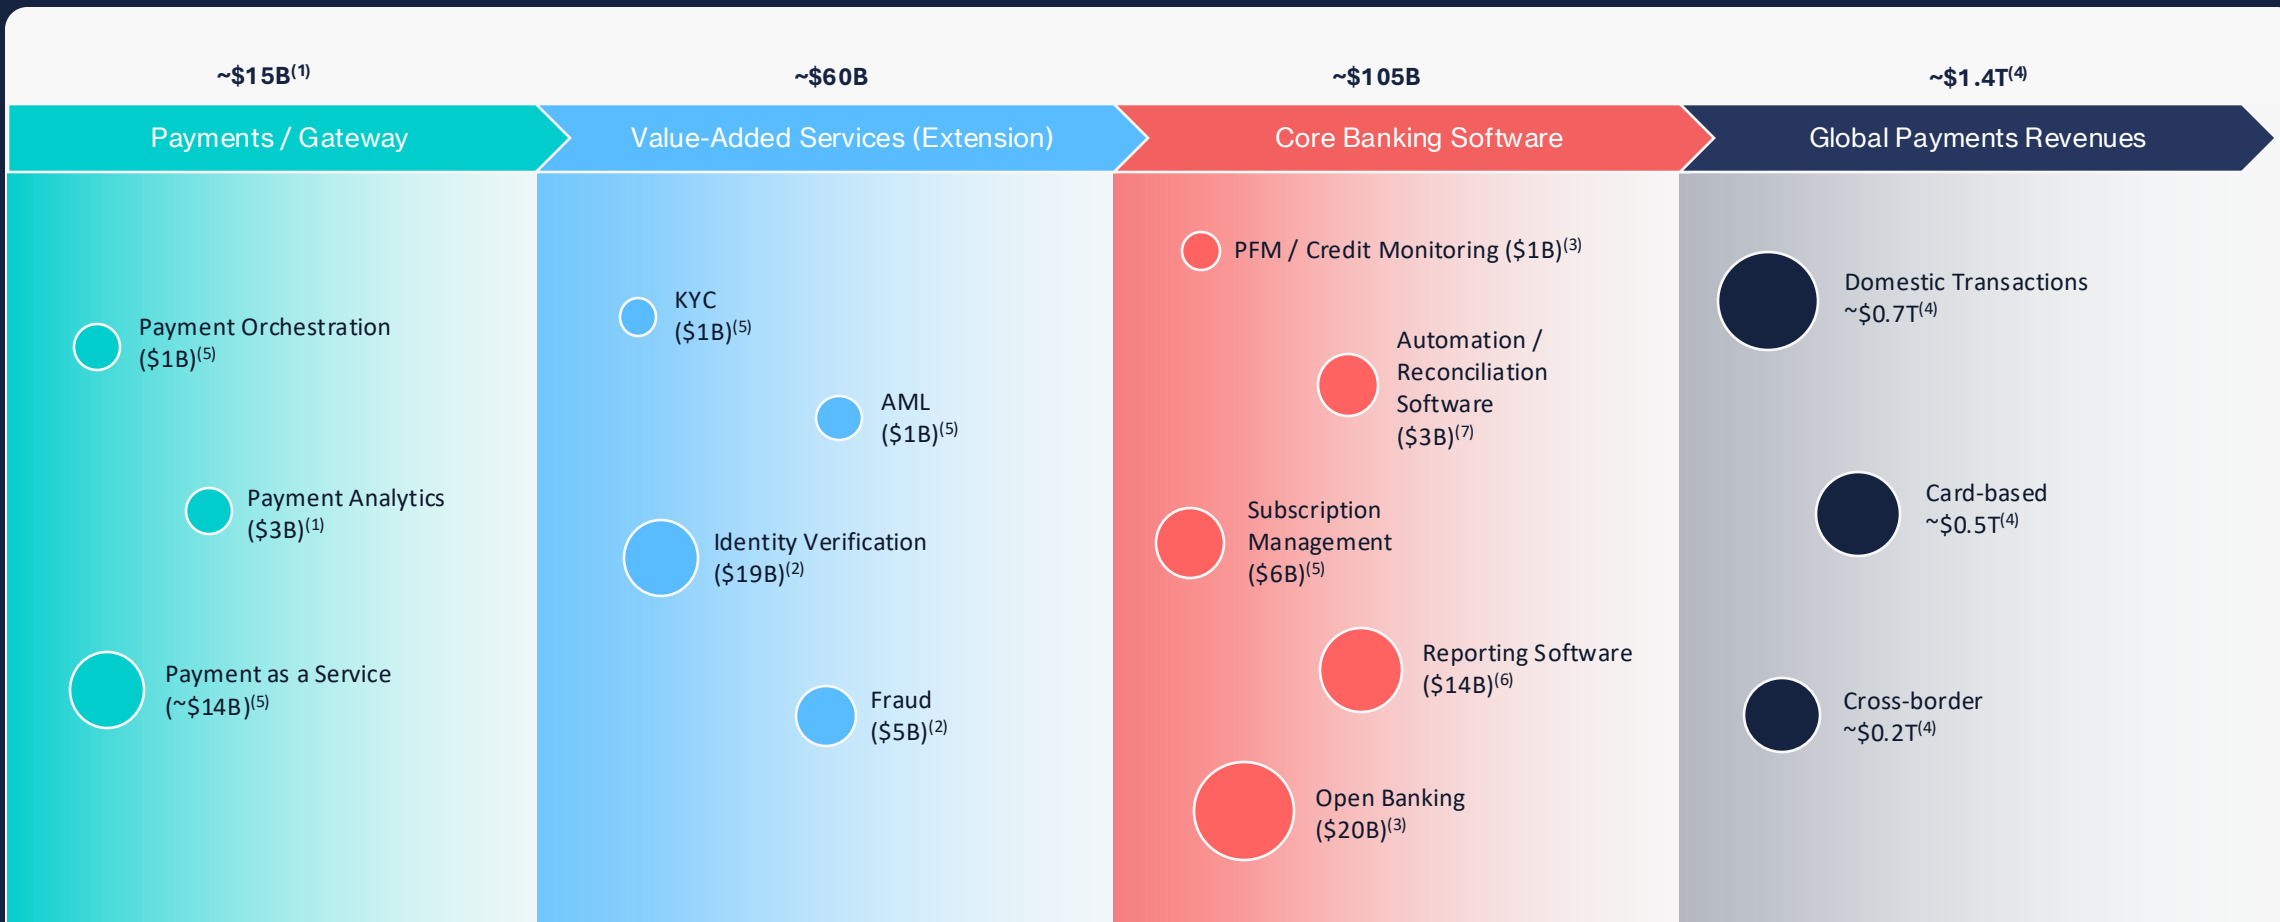 ~$15B(1)
Payments / Gateway
Payment Orchestration
($1B)(5)
Payment Analytics
($3B)(1)
Payment as a Service
(~$14B)(5)
~$60B
Value-Added Services (Extension)
KYC
($1B)(5)
AML
($1B)(5)
Identity Verification
($19B)(2)
Fraud
($5B)(2)
~$105B
Core Banking Software
PFM / Credit Monitoring ($1B)(3)
Automation /
Reconciliation
Software
($3B)(7)
Subscription
Management
($6B)(5)
Reporting Software
($14B)(6)
Open Banking
($20B)(3)
~$1.4T(4)
Global Payments Revenues
Domestic Transactions
~$0.7T(4)
Card-based
~$0.5T(4)
Cross-border
~$0.2T(4)